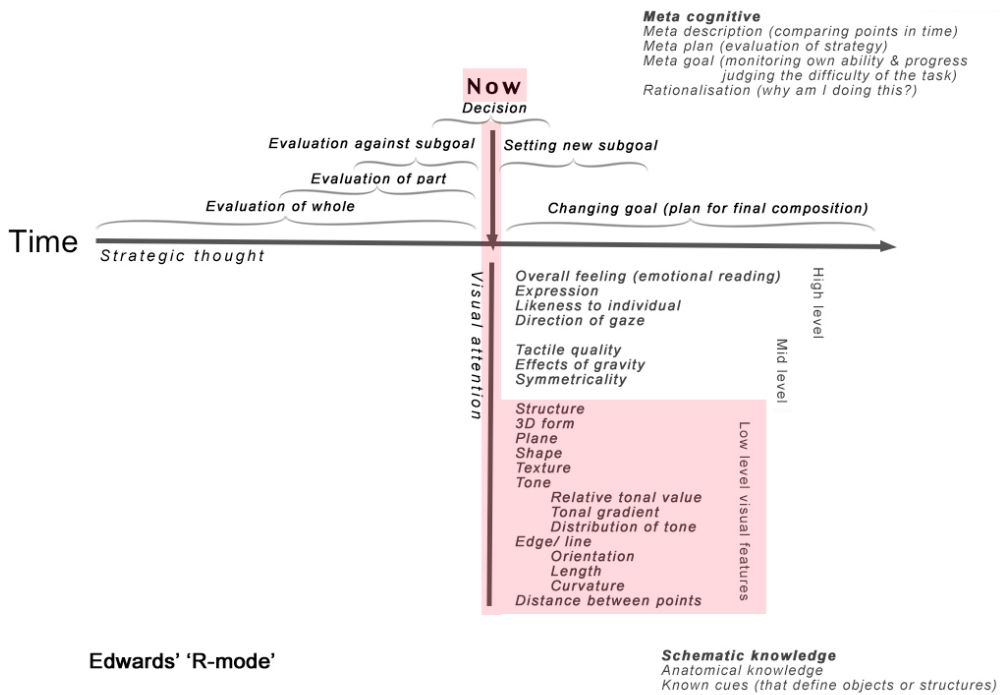 Meta cognitive
Meta description (comparing points in time)
Meta plan (evaluation of strategy)
Meta goal (monitoring own ability & progress
judging the difficulty of the task)
Rationalisation (why am I doing this?)
Now
Decision
Evaluation against subgoal
Setting new subgoal
Evaluation of part
Evaluation of whole
Changing goal (plan for final composition)
Time
Strategic thought
Visual attention
Overall feeling (emotional reading)
Expression
Likeness to individual
Direction of gaze
High level
Tactile quality
Effects of gravity
Symmetricality
Mid level
Structure
3D form
Plane
Shape
Texture
Tone
Relative tonal value
Tonal gradient
Distribution of tone
Edge/ line
Orientation
Length
Curvature
Distance between points
Low level visual features
Edwards’ ‘R-mode’
Schematic knowledge
Anatomical knowledge
Known cues (that define objects or structures)